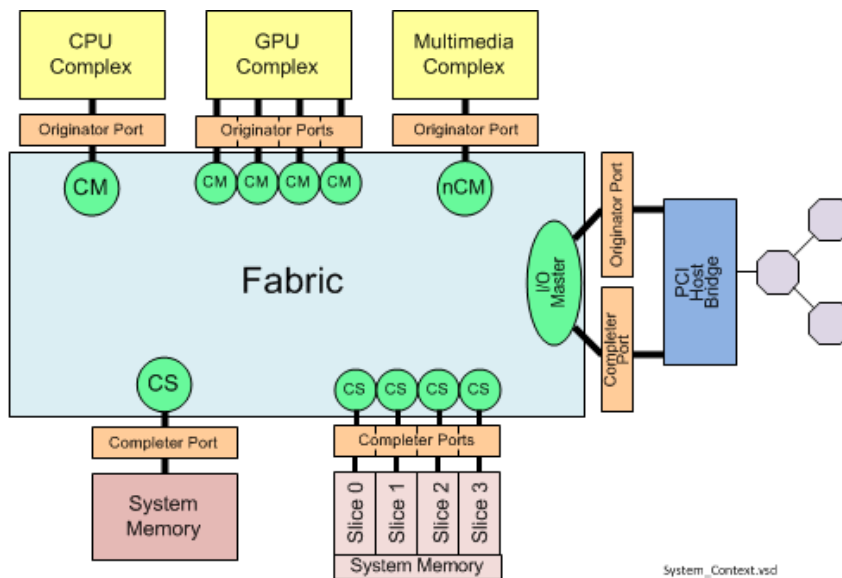 CPU
Complex
GPU
Complex
Multimedia
Complex
Originator Port
Originator Ports
Originator Port
CM
CM
CM
CM
CM
nCM
Originator Port
Fabric
I/O
Master
PCI
Host
Bridge
Completer
Port
CS
CS
CS
CS
CS
Completer Port
Completer Ports
System
Memory
Slice 0
Slice 1
Slice 2
Slice 3
System Memory
System_Context.vsd